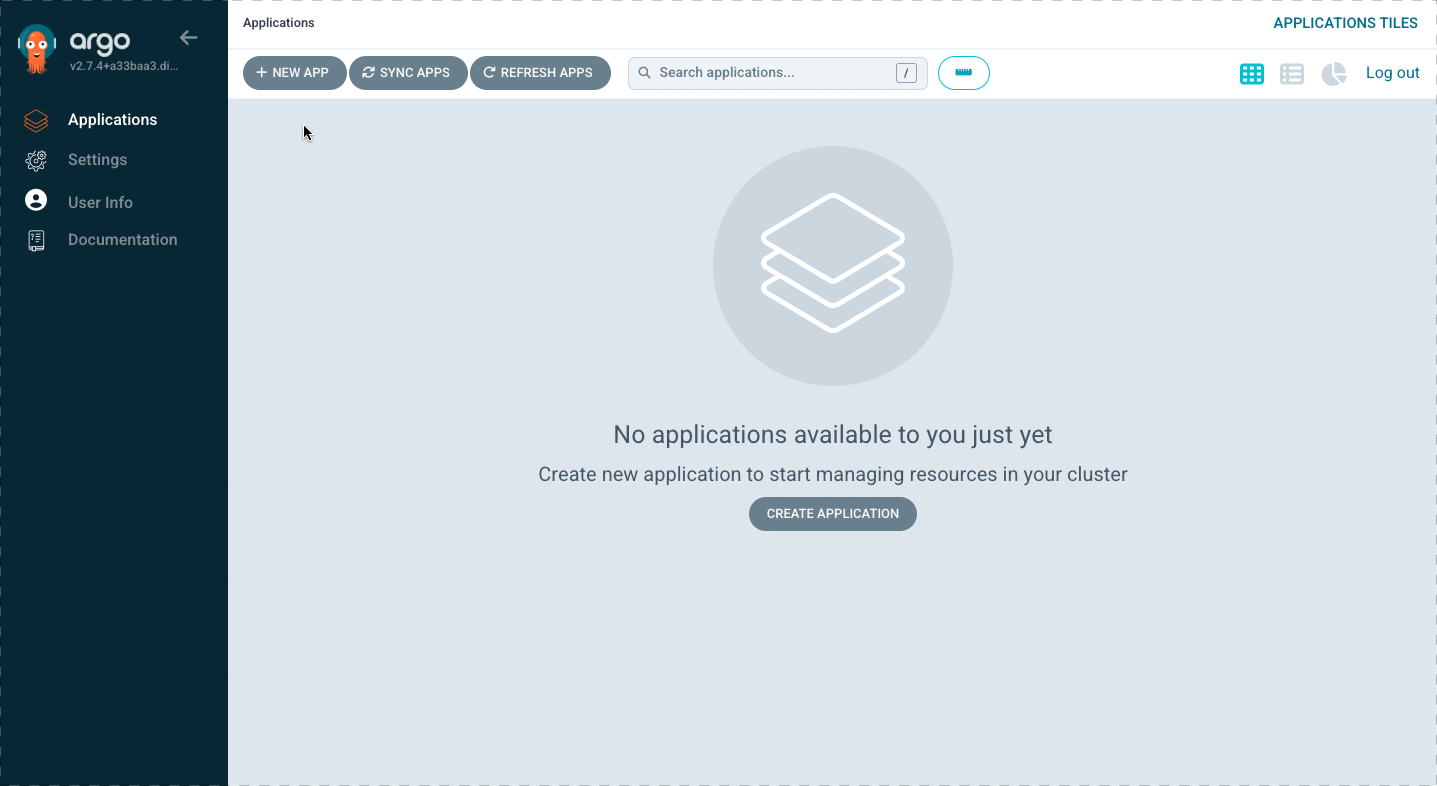 argo
v2.7.4+a33baa3.di...
Applications
Settings
User Info
Documentation
Applications
APPLICATIONS TILES
+ NEW APP
SYNC APPS
REFRESH APPS
Search applications...
/
Log out
No applications available to you just yet
Create new application to start managing resources in your cluster
CREATE APPLICATION